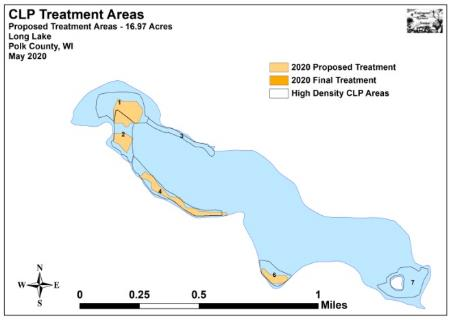 CLP Treatment Areas
Proposed Treatment Areas - 16.97 Acres
Long Lake
Polk County, WI
May 2020
2020 Proposed Treatment
2020 Final Treatment
High Density CLP Areas
1
2
3
4
6
7
N
W E
S
0 0.25 0.5 1
Miles